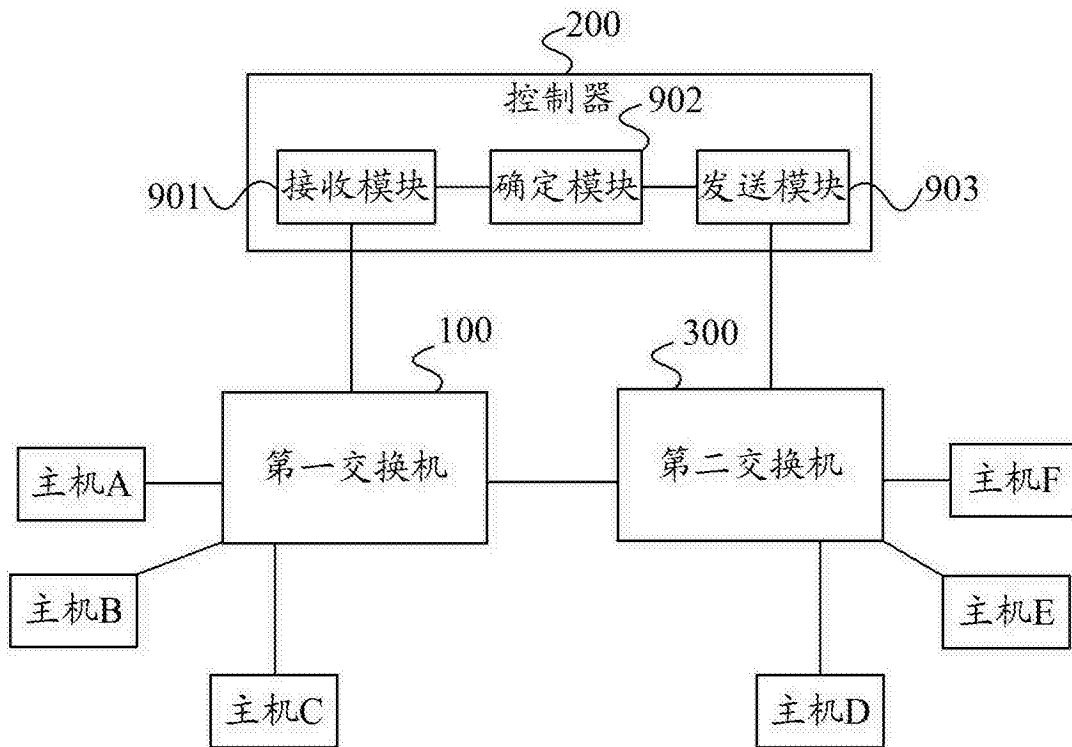 200
控制器
902
901
接收模块
确定模块
发送模块
903
100
300
第一交换机
第二交换机
主机A
主机F
主机B
主机E
主机C
主机D